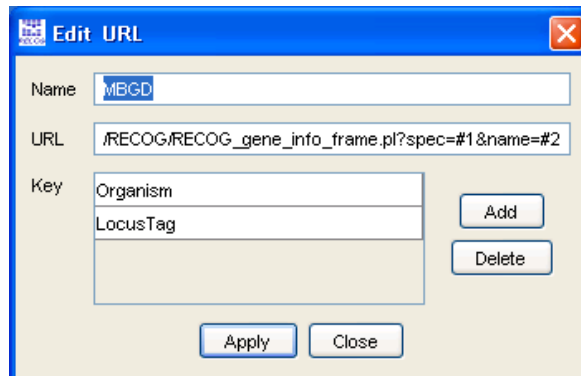 RECOG Edit URL
Name MBGD
URL /RECOG/RECOG_gene_info_frame.pl?spec=#1&name=#2
Key Organism
LocusTag
Add
Delete
Apply Close